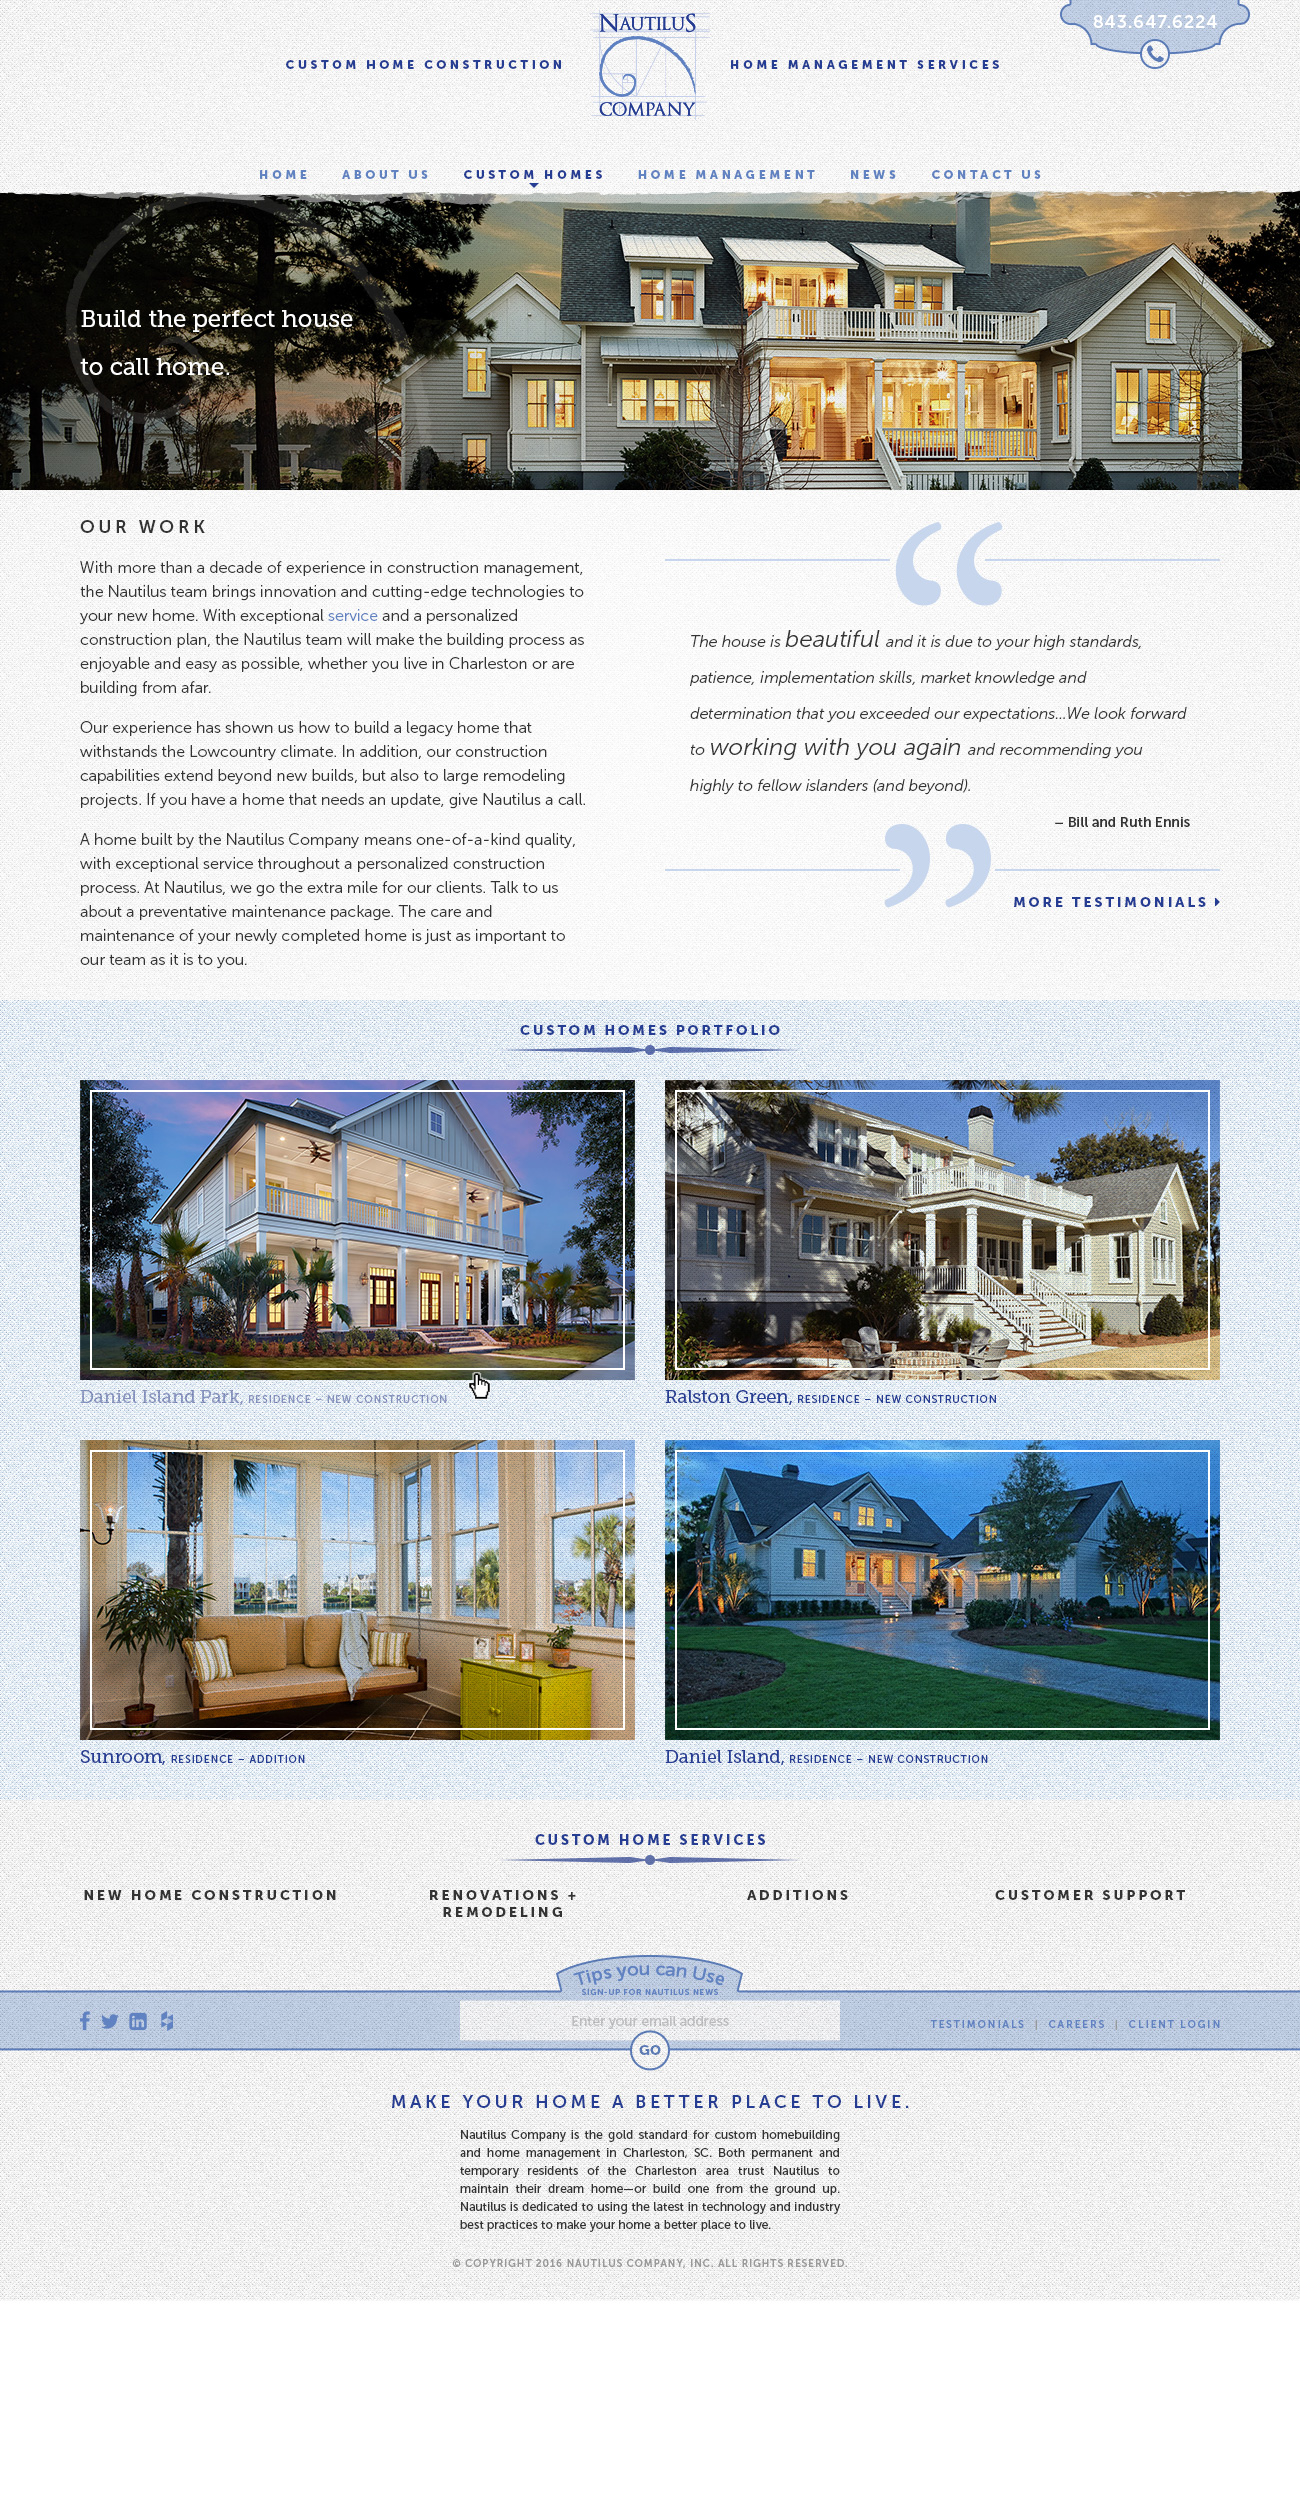 NAUTILUS
COMPANY
843.647.6224
CUSTOM HOME CONSTRUCTION
HOME MANAGEMENT SERVICES
HOME
ABOUT US
CUSTOM HOMES
HOME MANAGEMENT
NEWS
CONTACT US
Build the perfect house
to call home.
OUR WORK
With more than a decade of experience in construction management,
the Nautilus team brings innovation and cutting-edge technologies to
your new home. With exceptional service and a personalized
construction plan, the Nautilus team will make the building process as
enjoyable and easy as possible, whether you live in Charleston or are
building from afar.
Our experience has shown us how to build a legacy home that
withstands the Lowcountry climate. In addition, our construction
capabilities extend beyond new builds, but also to large remodeling
projects. If you have a home that needs an update, give Nautilus a call.
A home built by the Nautilus Company means one-of-a-kind quality,
with exceptional service throughout a personalized construction
process. At Nautilus, we go the extra mile for our clients. Talk to us
about a preventative maintenance package. The care and
maintenance of your newly completed home is just as important to
our team as it is to you.
“
The house is beautiful and it is due to your high standards,
patience, implementation skills, market knowledge and
determination that you exceeded our expectations...We look forward
to working with you again and recommending you
highly to fellow islanders (and beyond).
– Bill and Ruth Ennis
”
MORE TESTIMONIALS
CUSTOM HOMES PORTFOLIO
Daniel Island Park, RESIDENCE – NEW CONSTRUCTION
Ralston Green, RESIDENCE – NEW CONSTRUCTION
Sunroom, RESIDENCE – ADDITION
Daniel Island, RESIDENCE – NEW CONSTRUCTION
CUSTOM HOME SERVICES
NEW HOME CONSTRUCTION
RENOVATIONS +
REMODELING
ADDITIONS
CUSTOMER SUPPORT
Tips you can Use
SIGN-UP FOR NAUTILUS NEWS
Enter your email address
GO
TESTIMONIALS | CAREERS | CLIENT LOGIN
MAKE YOUR HOME A BETTER PLACE TO LIVE.
Nautilus Company is the gold standard for custom homebuilding
and home management in Charleston, SC. Both permanent and
temporary residents of the Charleston area trust Nautilus to
maintain their dream home—or build one from the ground up.
Nautilus is dedicated to using the latest in technology and industry
best practices to make your home a better place to live.
© COPYRIGHT 2016 NAUTILUS COMPANY, INC. ALL RIGHTS RESERVED.